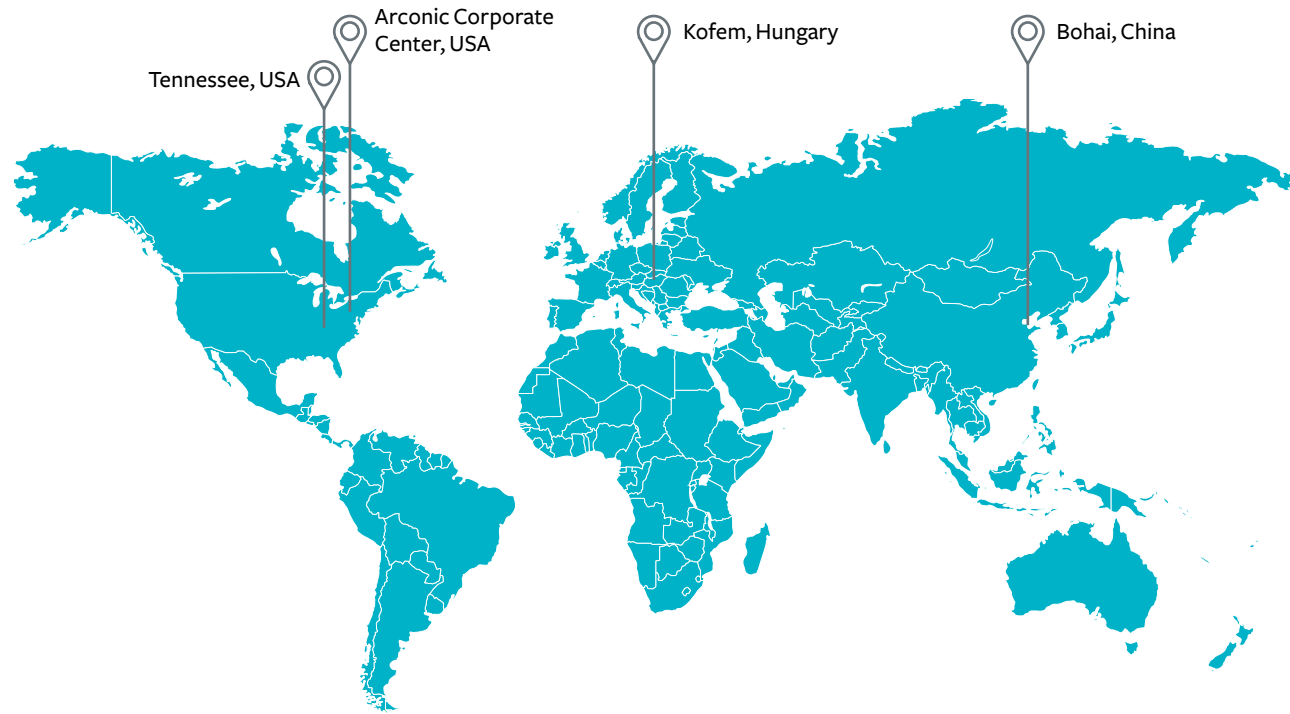 Arconic Corporate
Center, USA
Tennessee, USA
Kofem, Hungary
Bohai, China